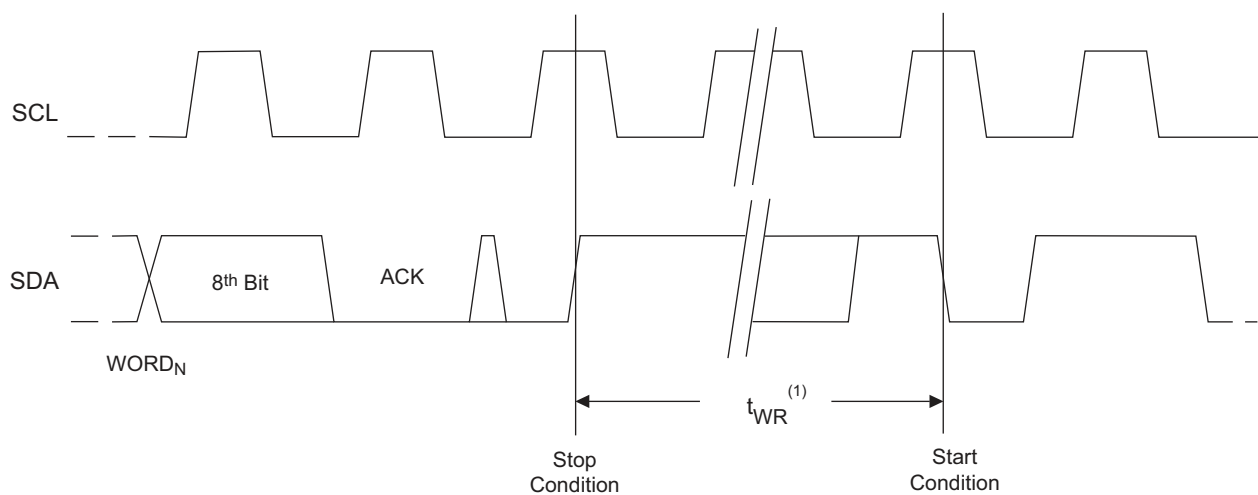 SCL
SDA
8th Bit
ACK
WORDN
tWR(1)
Stop
Condition
Start
Condition